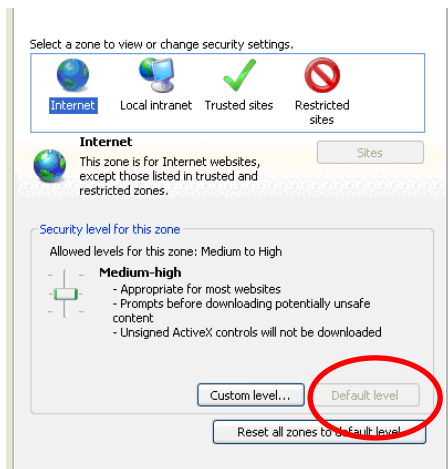 Select a zone to view or change security settings.
Internet
Local intranet
Trusted sites
Restricted
sites
Internet
This zone is for Internet websites,
except those listed in trusted and
restricted zones.
Sites
Security level for this zone
Allowed levels for this zone: Medium to High
Medium-high
- Appropriate for most websites
- Prompts before downloading potentially unsafe
content
- Unsigned ActiveX controls will not be downloaded
Custom level...
Default level
Reset all zones to default level